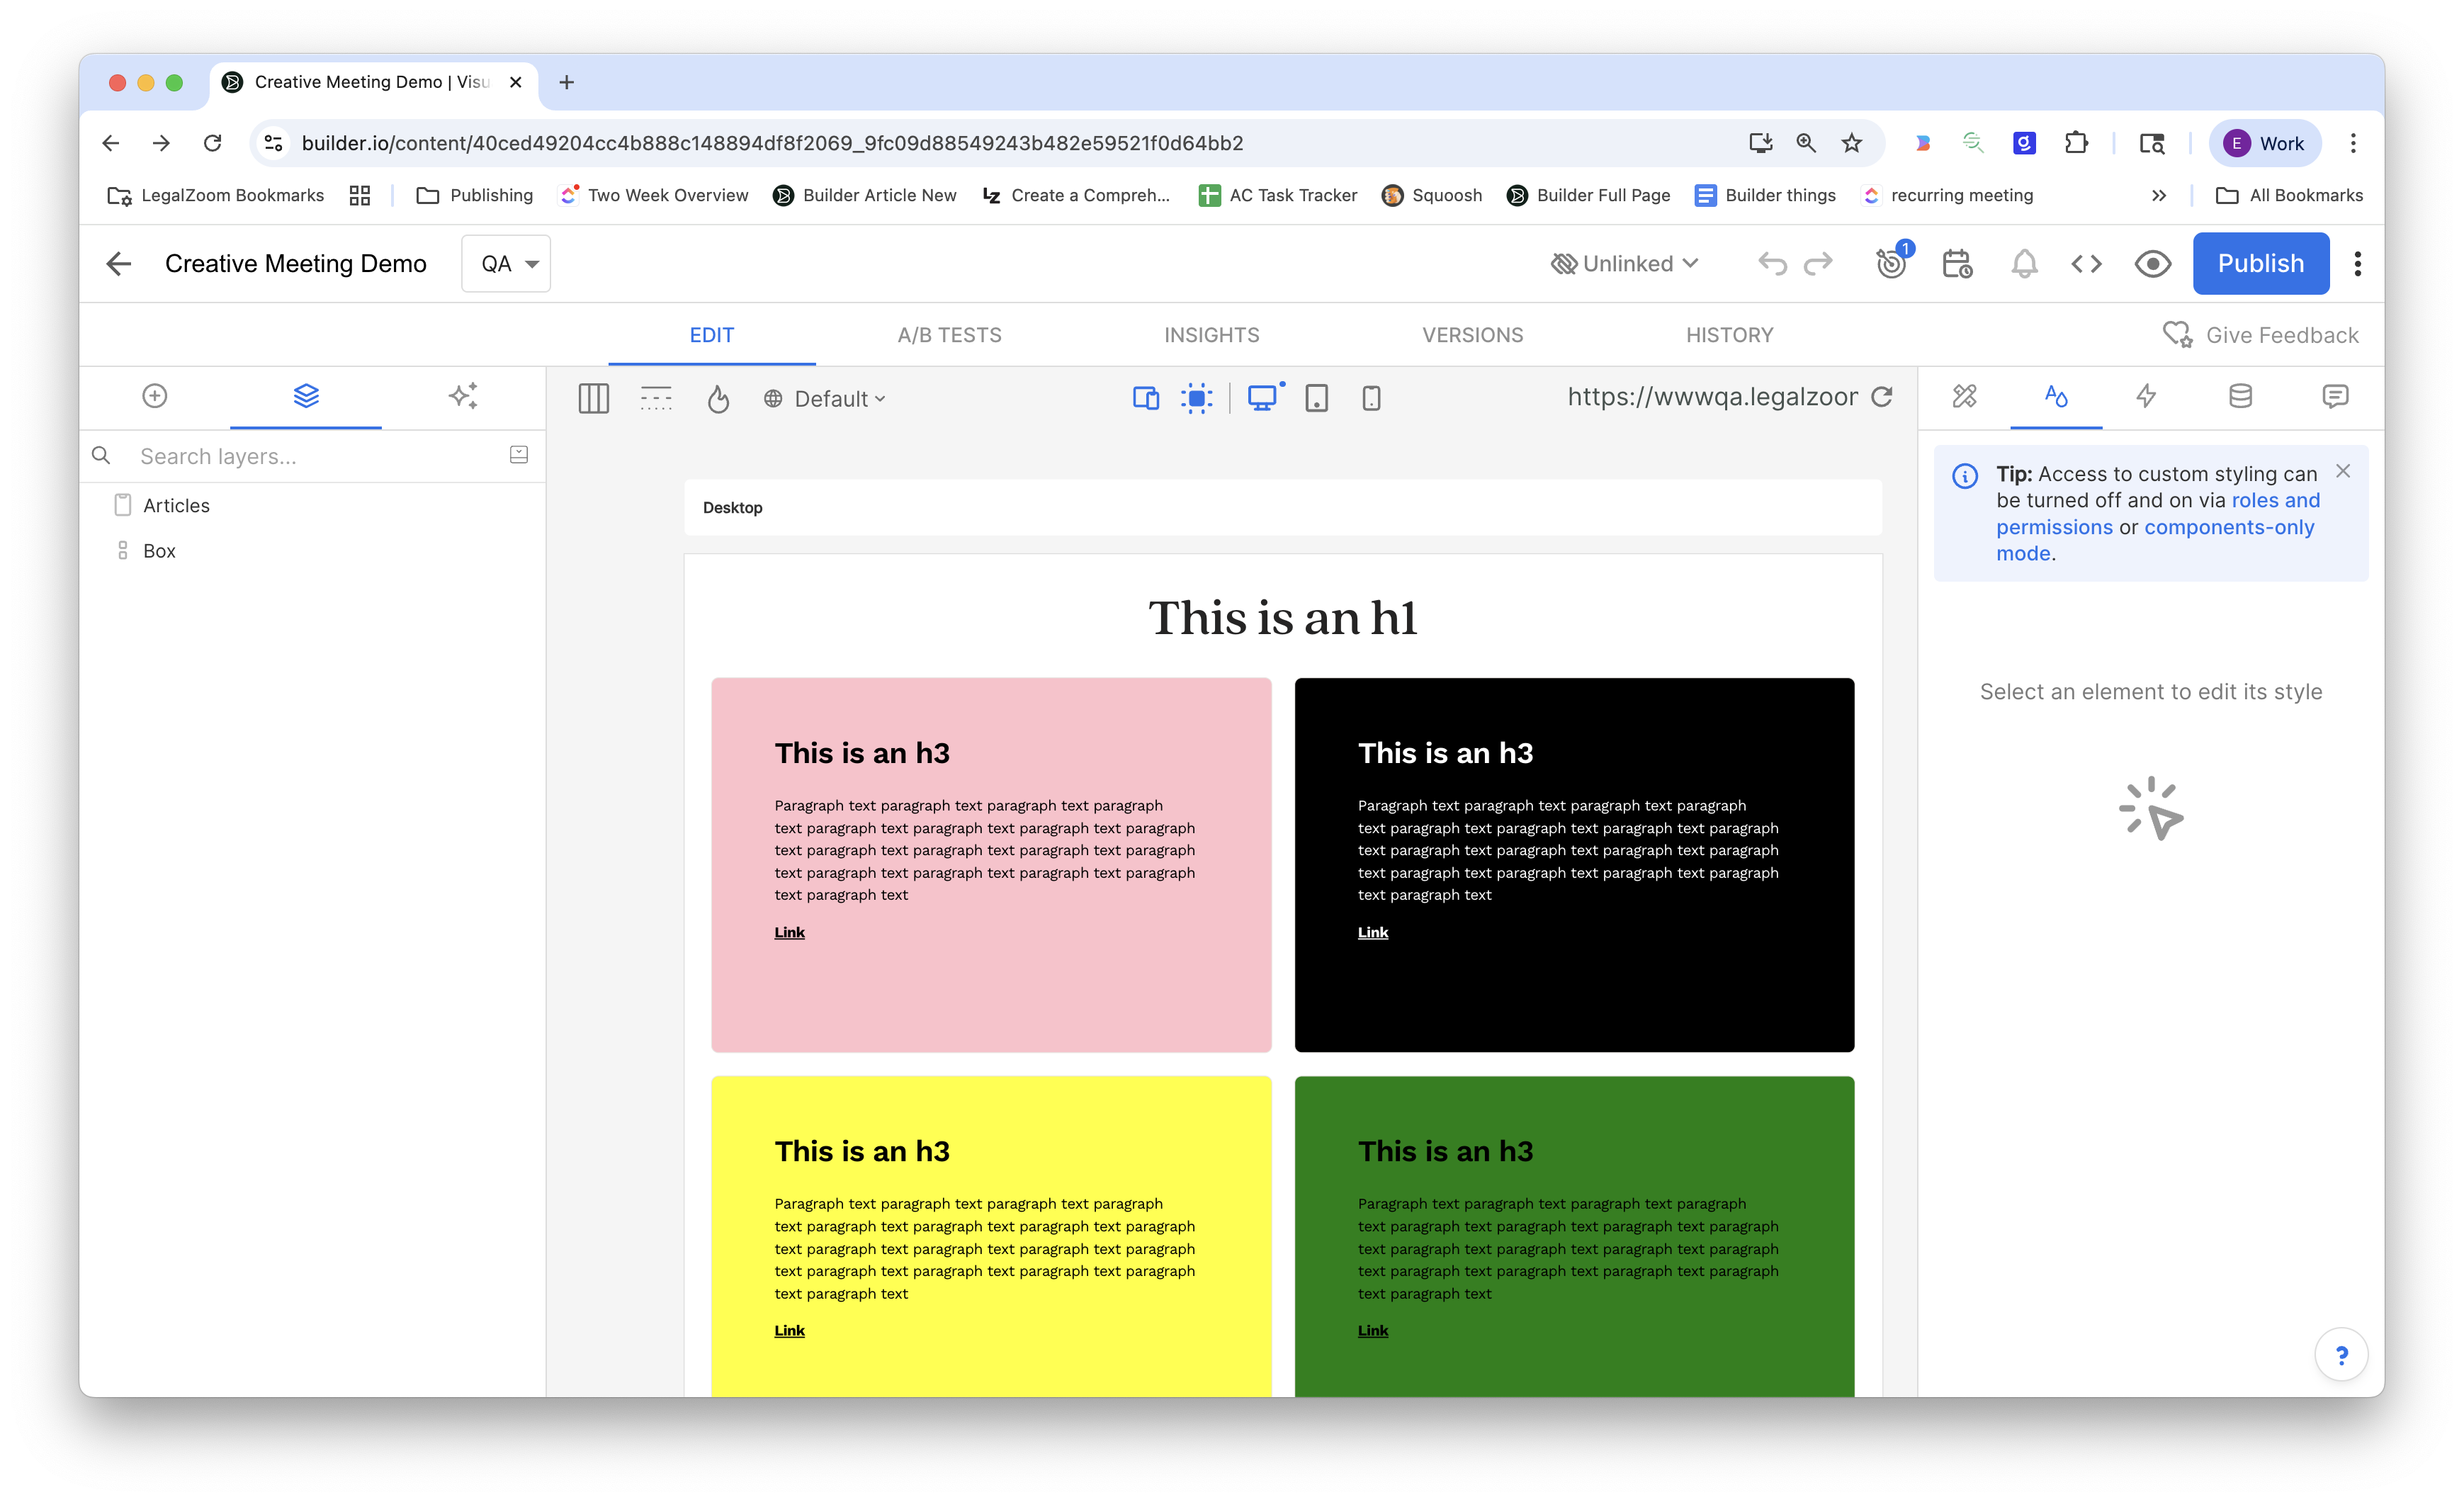 Creative Meeting Demo | Visu
builder.io/content/40ced49204cc4b888c148894df8f2069_9fc09d88549243b482e59521f0d64bb2
E Work
LegalZoom Bookmarks
Publishing
Two Week Overview
Builder Article New
Lz Create a Compreh...
AC Task Tracker
Squoosh
Builder Full Page
Builder things
recurring meeting
All Bookmarks
Creative Meeting Demo
QA
Unlinked
1
Publish
EDIT
A/B TESTS
INSIGHTS
VERSIONS
HISTORY
Give Feedback
Default
https://wwwqa.legalzoor
Search layers...
Articles
Box
Desktop
This is an h1
This is an h3
Paragraph text paragraph text paragraph text paragraph
text paragraph text paragraph text paragraph text paragraph
text paragraph text paragraph text paragraph text paragraph
text paragraph text paragraph text paragraph text paragraph
text paragraph text
Link
This is an h3
Paragraph text paragraph text paragraph text paragraph
text paragraph text paragraph text paragraph text paragraph
text paragraph text paragraph text paragraph text paragraph
text paragraph text paragraph text paragraph text paragraph
text paragraph text
Link
This is an h3
Paragraph text paragraph text paragraph text paragraph
text paragraph text paragraph text paragraph text paragraph
text paragraph text paragraph text paragraph text paragraph
text paragraph text paragraph text paragraph text paragraph
text paragraph text
Link
This is an h3
Paragraph text paragraph text paragraph text paragraph
text paragraph text paragraph text paragraph text paragraph
text paragraph text paragraph text paragraph text paragraph
text paragraph text paragraph text paragraph text paragraph
text paragraph text
Link
Tip: Access to custom styling can
be turned off and on via roles and
permissions or components-only
mode.
Select an element to edit its style
?